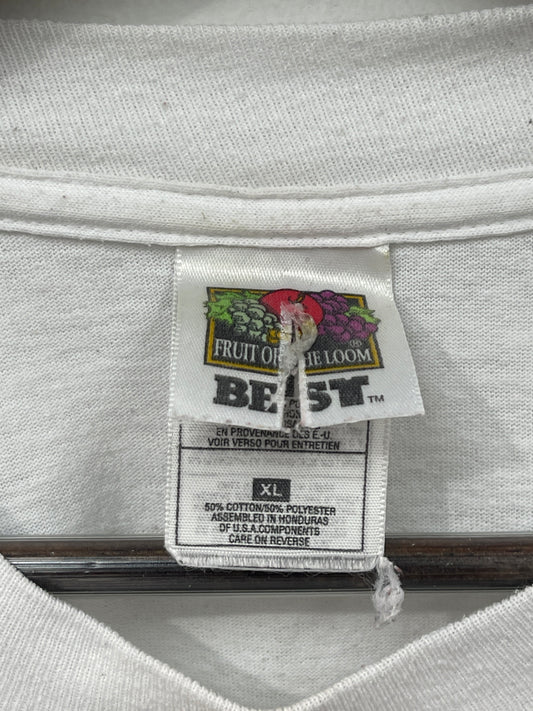 FRUIT OF THE LOOM ®
BEST ™
EN PROVENANCE DES É.-U.
VOIR VERSO POUR ENTRETIEN
XL
50% COTTON/50% POLYESTER
ASSEMBLED IN HONDURAS
OF U.S.A.COMPONENTS
CARE ON REVERSE